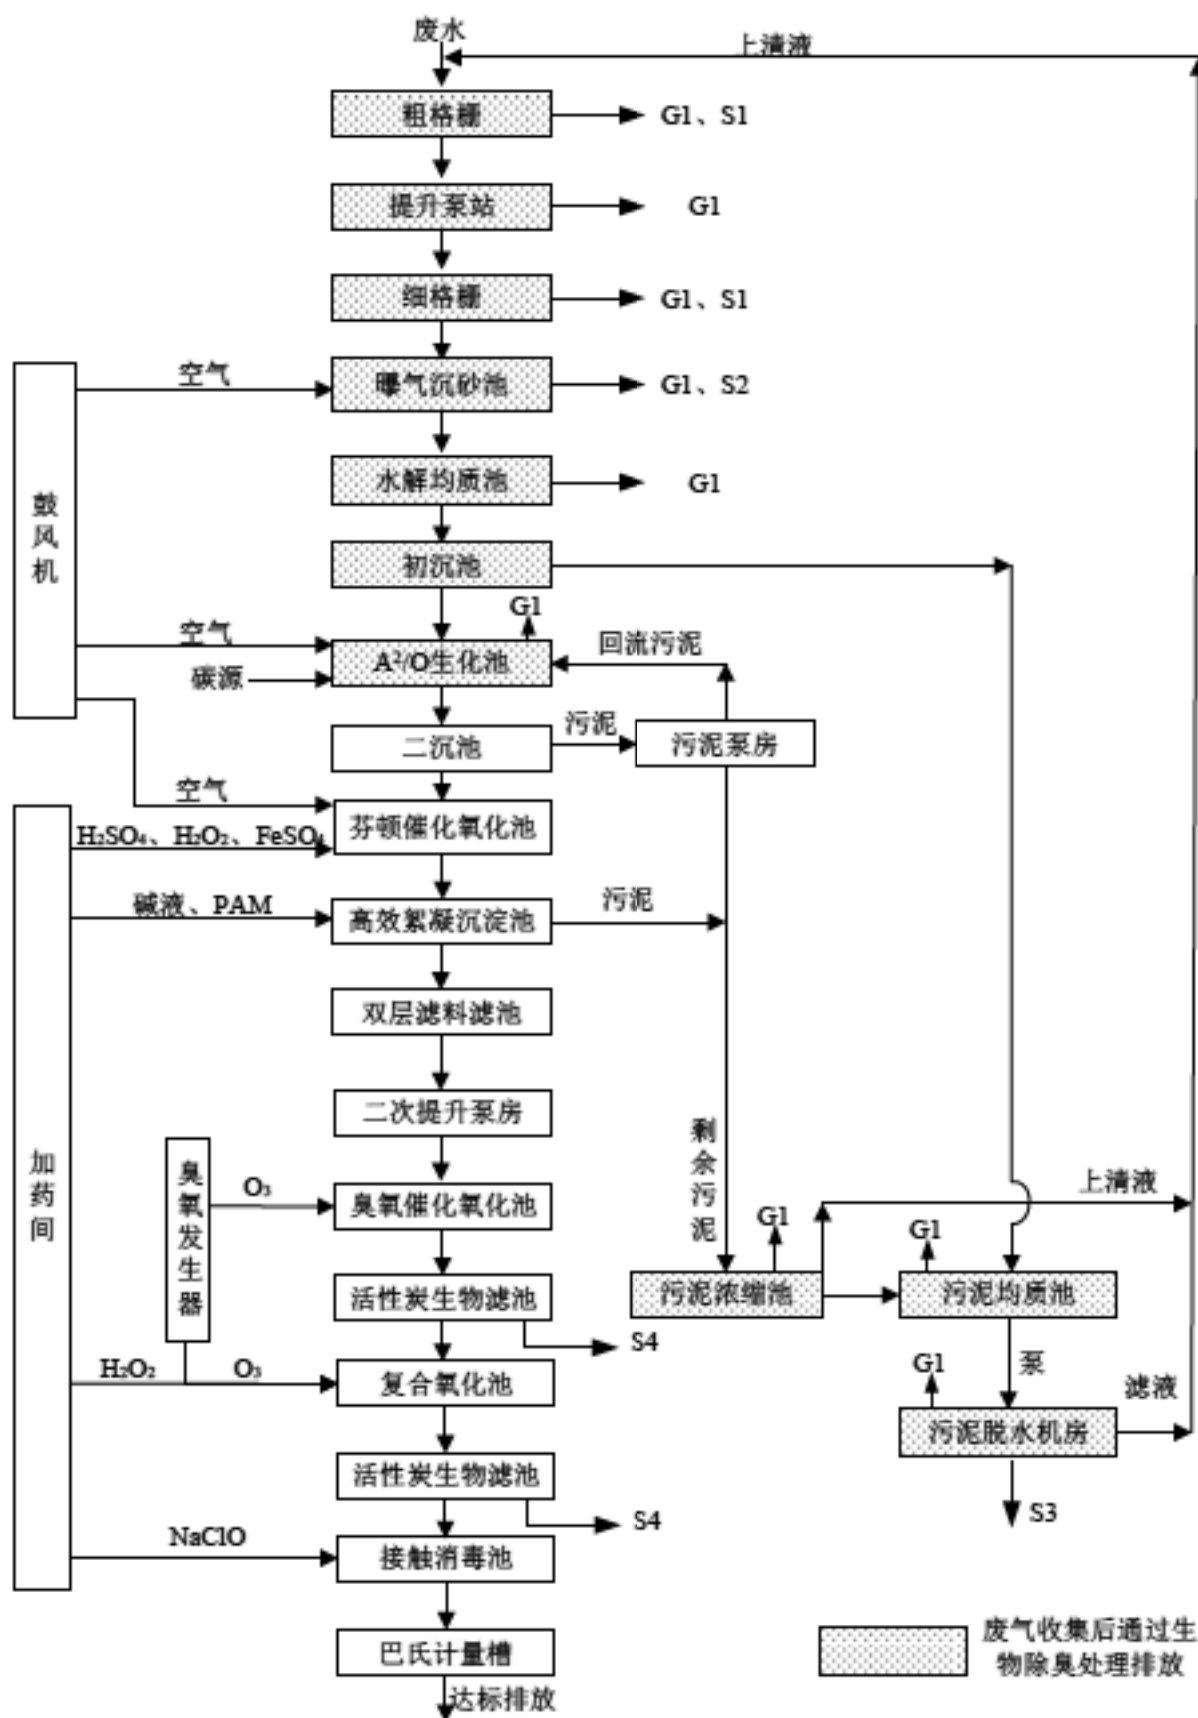 废水
上清液
粗格栅
G1、S1
提升泵站
G1
细格栅
G1、S1
空气
曝气沉砂池
G1、S2
水解均质池
G1
鼓风机
初沉池
G1
空气
回流污泥
A²/O生化池
碳源
污泥
二沉池
污泥泵房
空气
芬顿催化氧化池
H₂SO₄、H₂O₂、FeSO₄
碱液、PAM
污泥
高效絮凝沉淀池
双层滤料滤池
二次提升泵房
剩余污泥
加药间
臭氧发生器
O₃
臭氧催化氧化池
上清液
G1
G1
活性炭生物滤池
污泥浓缩池
污泥均质池
S4
H₂O₂
O₃
复合氧化池
泵
G1
滤液
污泥脱水机房
活性炭生物滤池
S4
S3
NaClO
接触消毒池
巴氏计量槽
废气收集后通过生
物除臭处理排放
达标排放